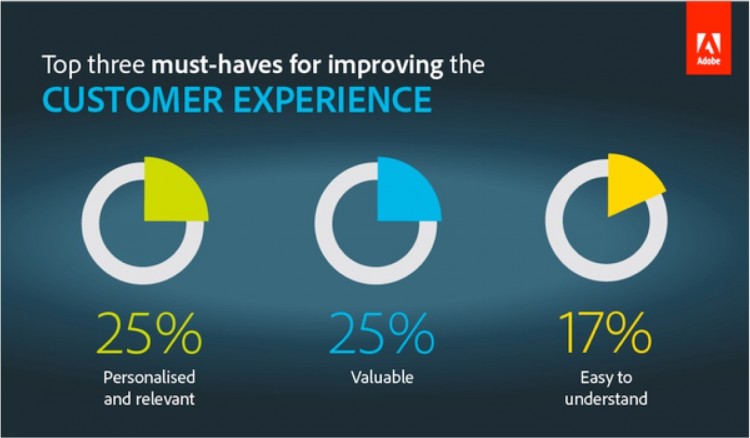 Adobe
Top three must-haves for improving the
CUSTOMER EXPERIENCE
25%
Personalised
and relevant
25%
Valuable
17%
Easy to
understand